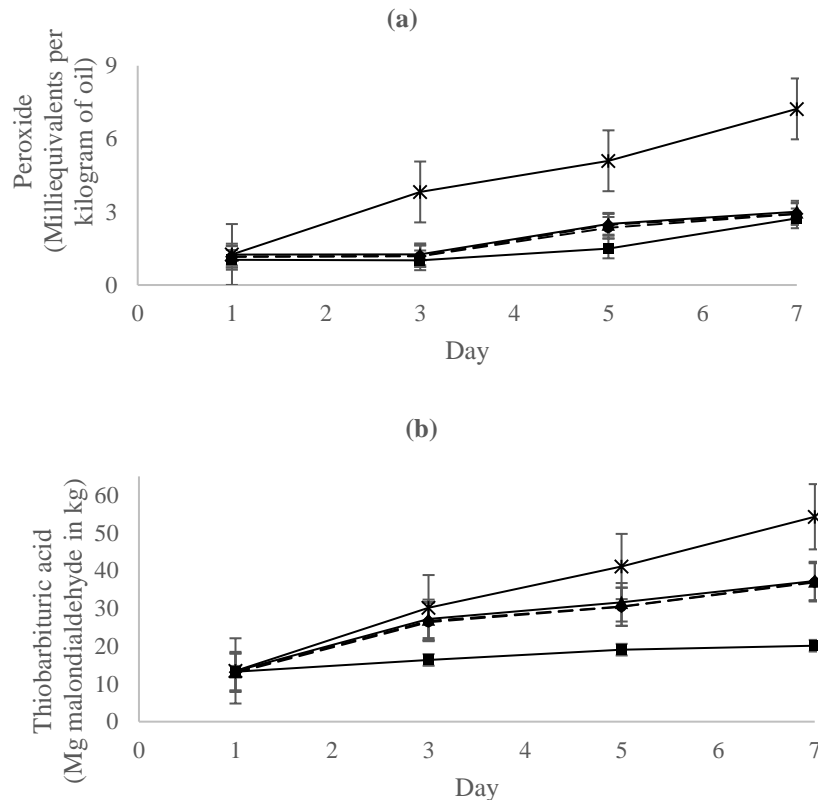 (a)
Peroxide
(Milliequivalents per
kilogram of oil)
9
6
3
0
0 1 2 3 4 5 6 7
Day
(b)
Thiobarbituric acid
(Mg malondialdehyde in kg)
60
50
40
30
20
10
0
0 1 2 3 4 5 6 7
Day